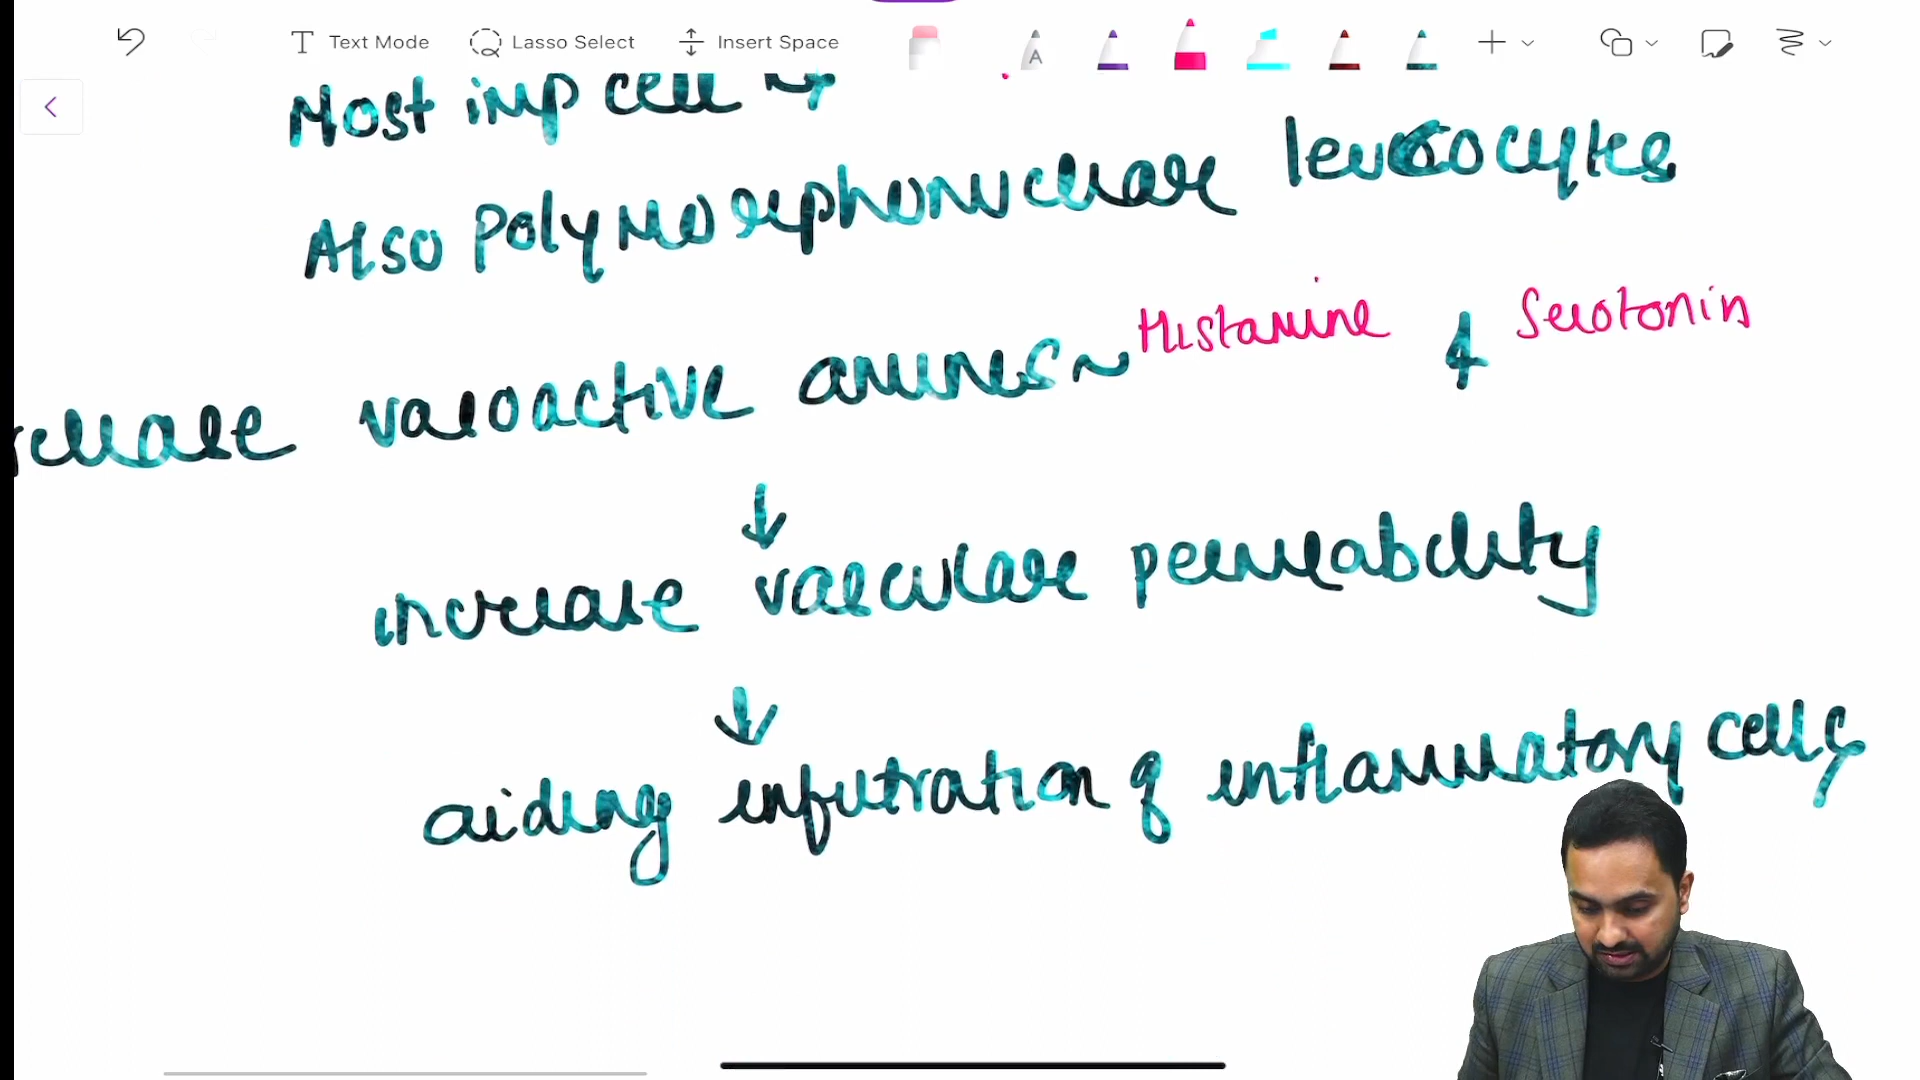 Text Mode Lasso Select Insert Space
A
Most imp cell →
Also Polymorphonuclear leucocytes
release vasoactive amines ~ Histamine & Serotonin
↓
increase vascular permeability
↓
aiding infiltration of inflammatory cells